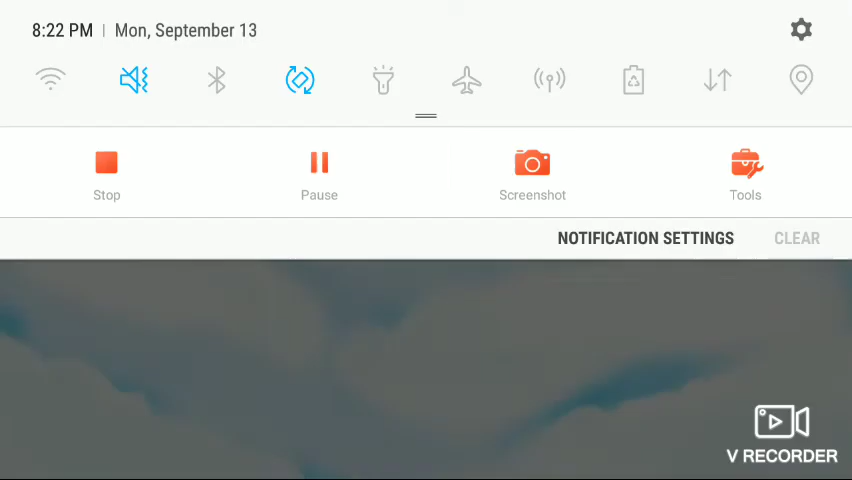 8:22 PM | Mon, September 13
Stop
Pause
Screenshot
Tools
NOTIFICATION SETTINGS
CLEAR
V RECORDER